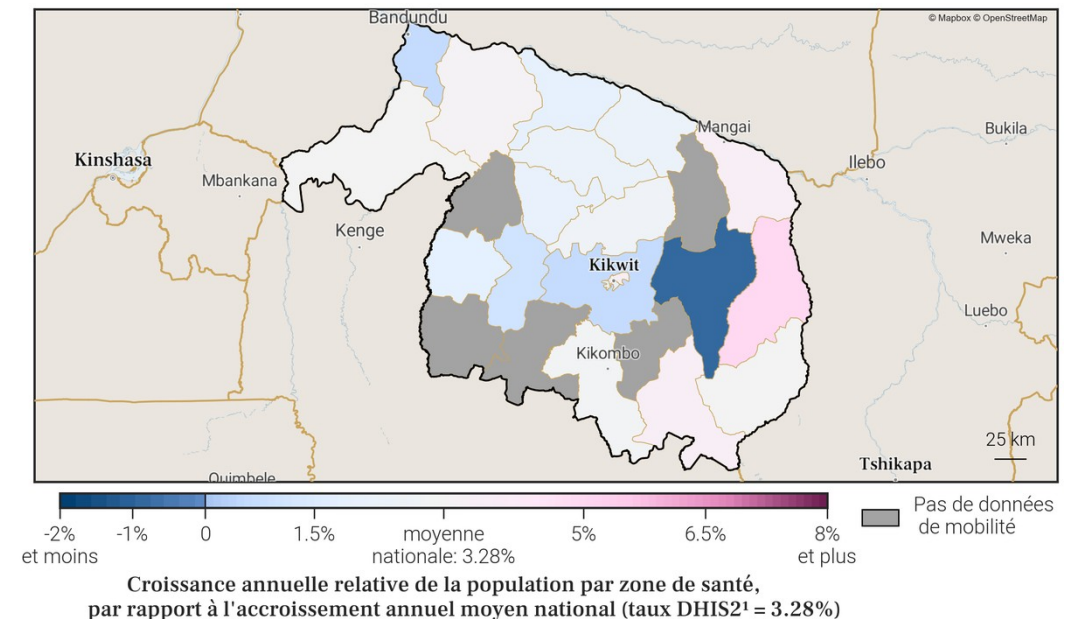 Bandundu
© Mapbox © OpenStreetMap
Mangai
Bukila
Kinshasa
Ilebo
Mbankana
Kenge
Mweka
Kikwit
Luebo
Kikombo
25 km
Tshikapa
Quimbele
-2%
et moins
-1%
0
1.5%
moyenne
nationale: 3.28%
5%
6.5%
8%
et plus
Pas de données
de mobilité
Croissance annuelle relative de la population par zone de santé,
par rapport à l'accroissement annuel moyen national (taux DHIS2¹ = 3.28%)